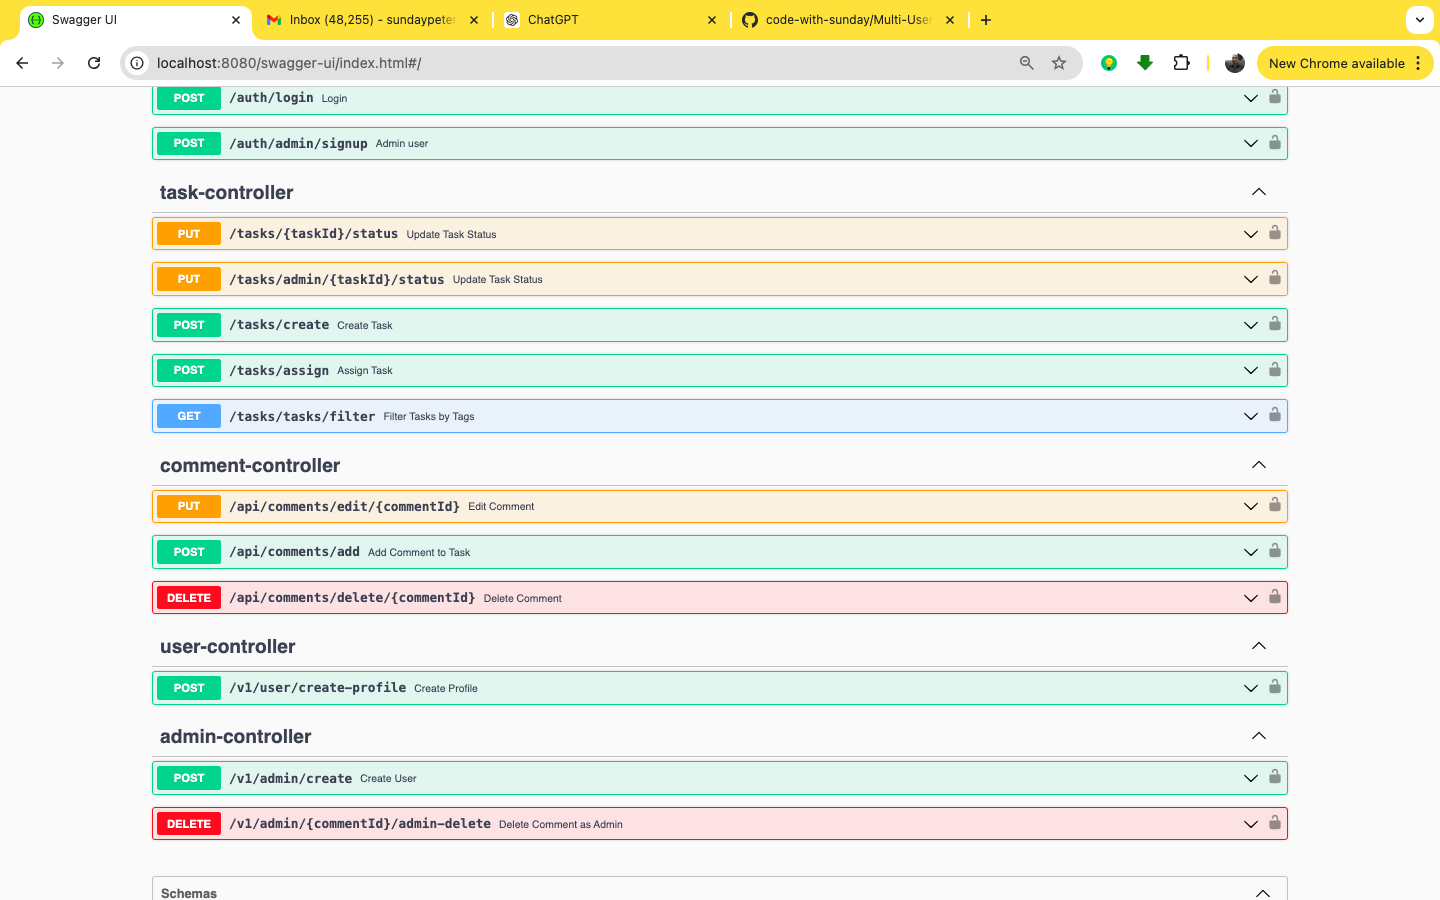 Swagger UI
Inbox (48,255) - sundaypeter
ChatGPT
code-with-sunday/Multi-User
localhost:8080/swagger-ui/index.html#/
New Chrome available
POST /auth/login Login
POST /auth/admin/signup Admin user
task-controller
PUT /tasks/{taskId}/status Update Task Status
PUT /tasks/admin/{taskId}/status Update Task Status
POST /tasks/create Create Task
POST /tasks/assign Assign Task
GET /tasks/tasks/filter Filter Tasks by Tags
comment-controller
PUT /api/comments/edit/{commentId} Edit Comment
POST /api/comments/add Add Comment to Task
DELETE /api/comments/delete/{commentId} Delete Comment
user-controller
POST /v1/user/create-profile Create Profile
admin-controller
POST /v1/admin/create Create User
DELETE /v1/admin/{commentId}/admin-delete Delete Comment as Admin
Schemas